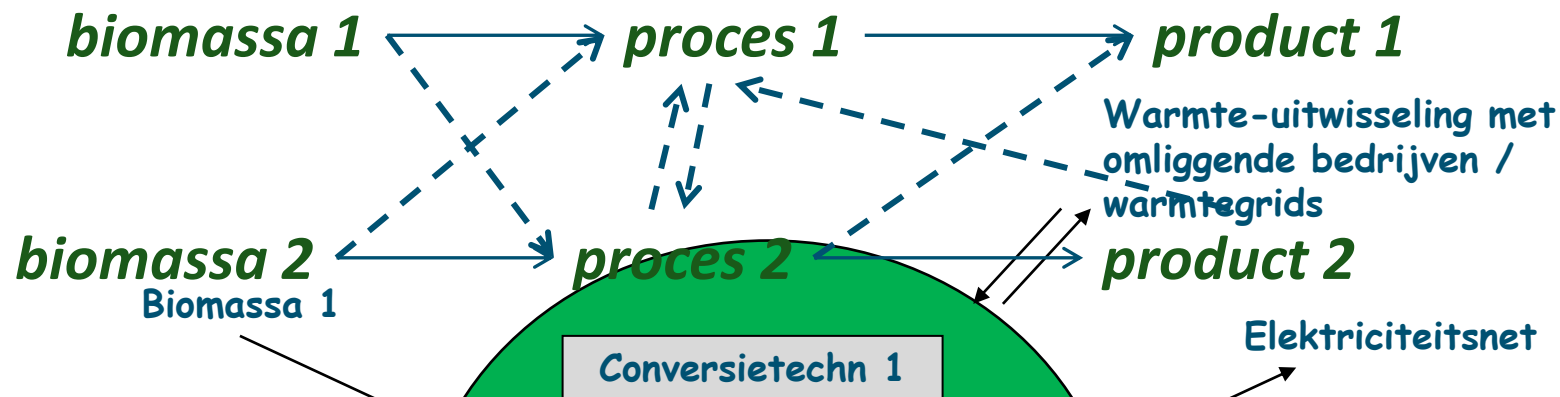 biomassa 1
proces 1
product 1
Warmte-uitwisseling met
omliggende bedrijven /
warmtegrids
biomassa 2
proces 2
product 2
Biomassa 1
Elektriciteitsnet
Conversietechn 1